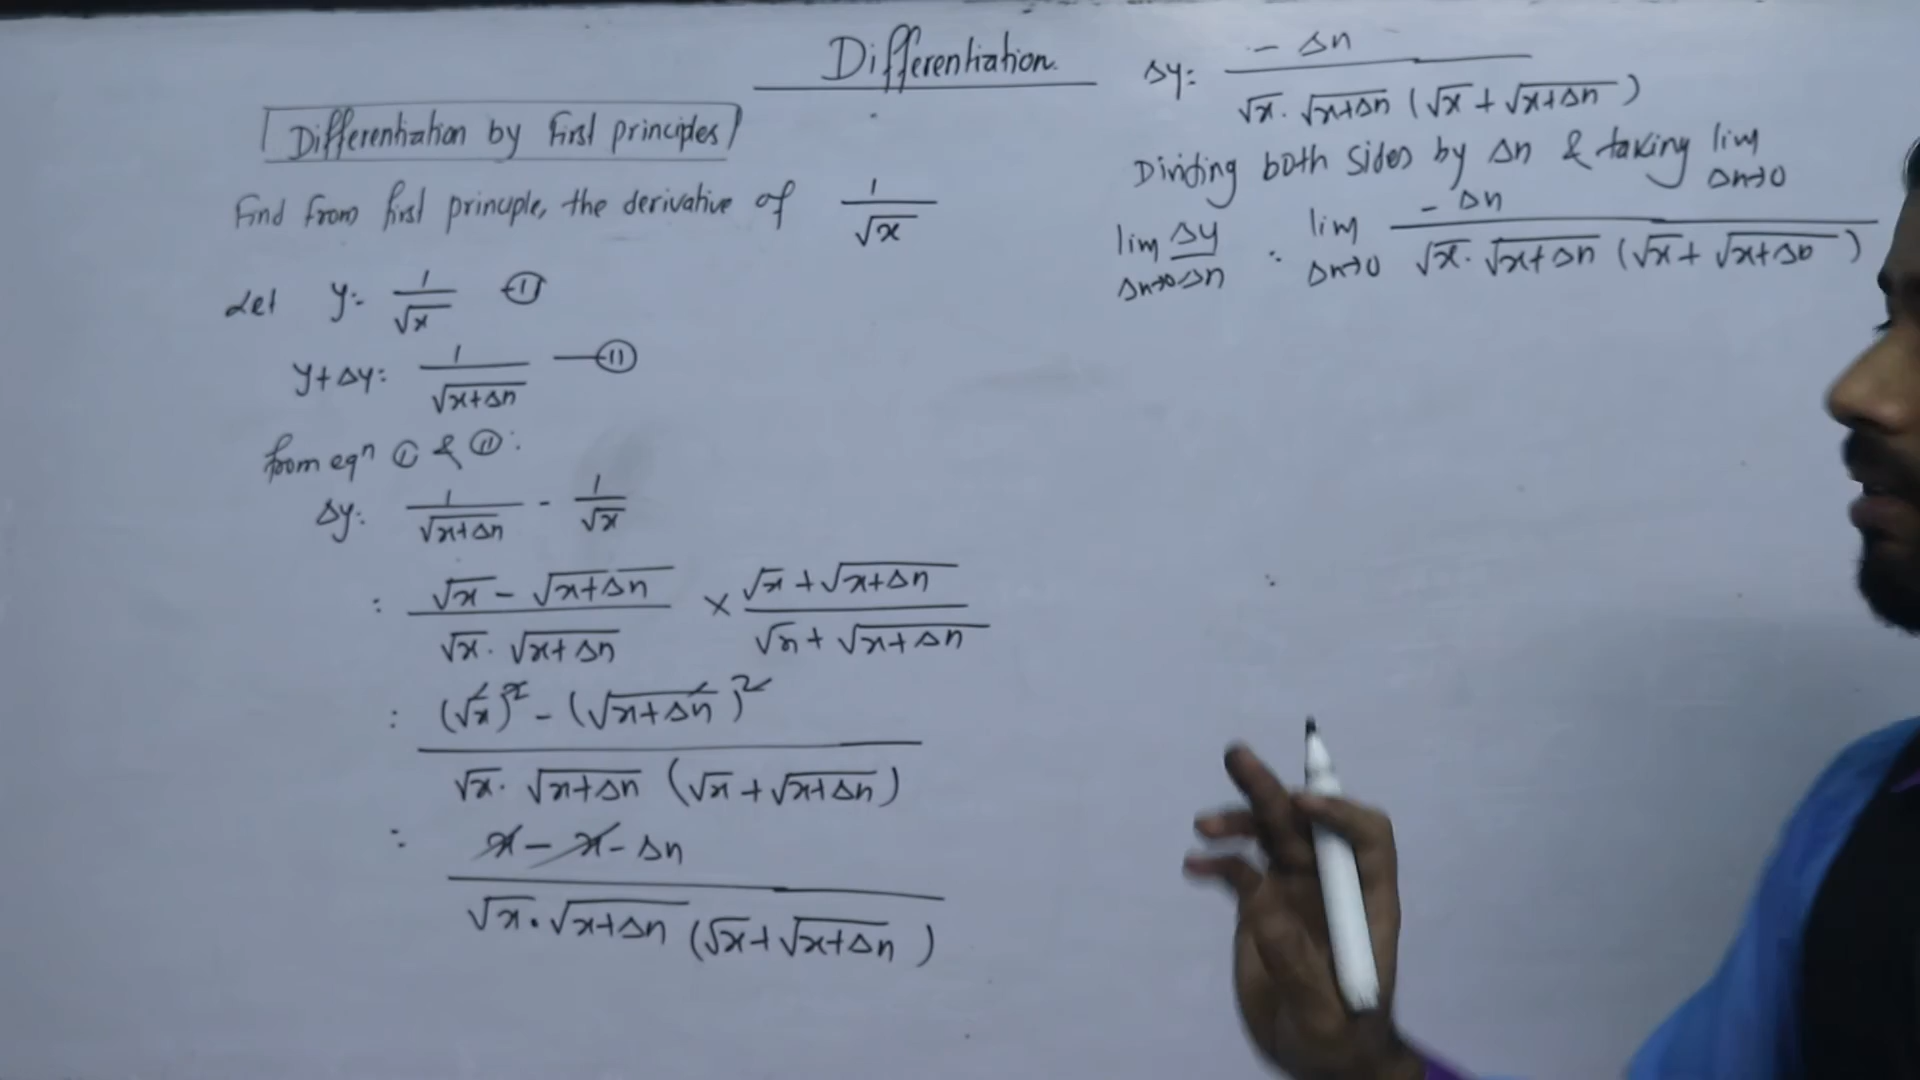 Differentiation.
Differentiation by First principles
Find from first principle, the derivative of 1/√x
Let y = 1/√x —(I)
y+Δy = 1/√(x+Δx) —(II)
from eqⁿ (I) & (II):
Δy = 1/√(x+Δx) - 1/√x
= (√x - √(x+Δx))/(√x·√(x+Δx)) × (√x + √(x+Δx))/(√x + √(x+Δx))
= ((√x)² - (√(x+Δx))²)/(√x·√(x+Δx) (√x + √(x+Δx)))
= (x - x - Δx)/(√x·√(x+Δx) (√x + √(x+Δx)))
Δy = - Δx/(√x·√(x+Δx) (√x + √(x+Δx)))
Dividing both sides by Δx & taking lim Δx→0
lim Δx→0 Δy/Δx = lim Δx→0 - Δx/(√x·√(x+Δx) (√x + √(x+Δx)))